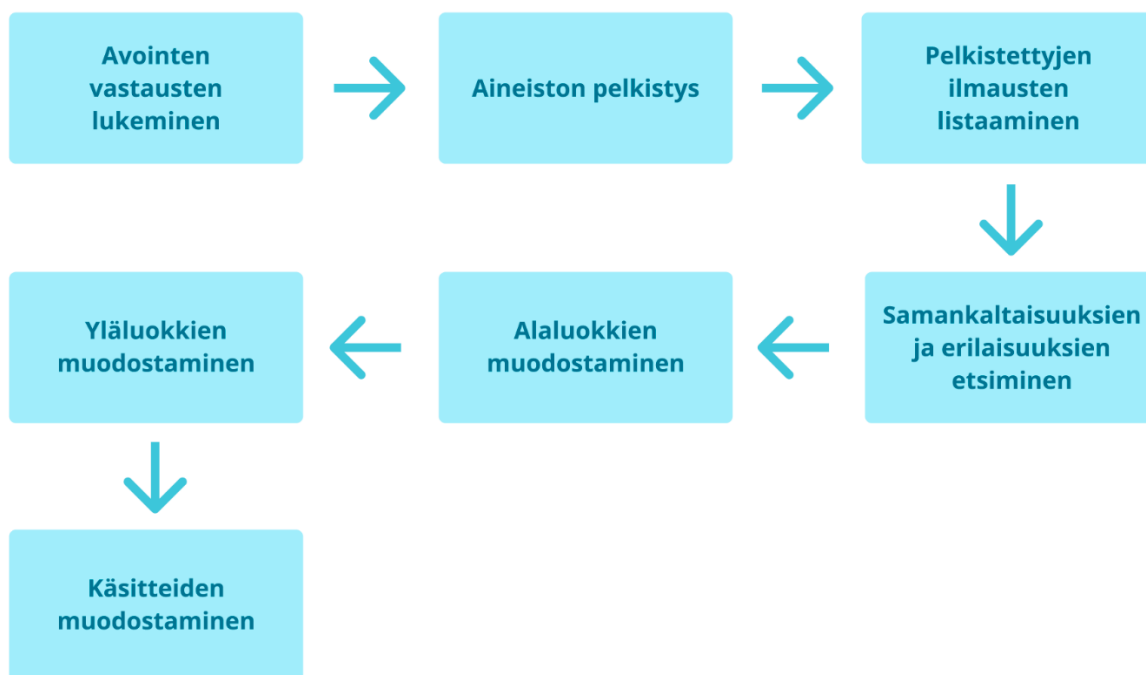 Avointen
vastausten
lukeminen
Aineiston pelkistys
Pelkistettyjen
ilmausten
listaaminen
Samankaltaisuuksien
ja erilaisuuksien
etsiminen
Alaluokkien
muodostaminen
Yläluokkien
muodostaminen
Käsitteiden
muodostaminen